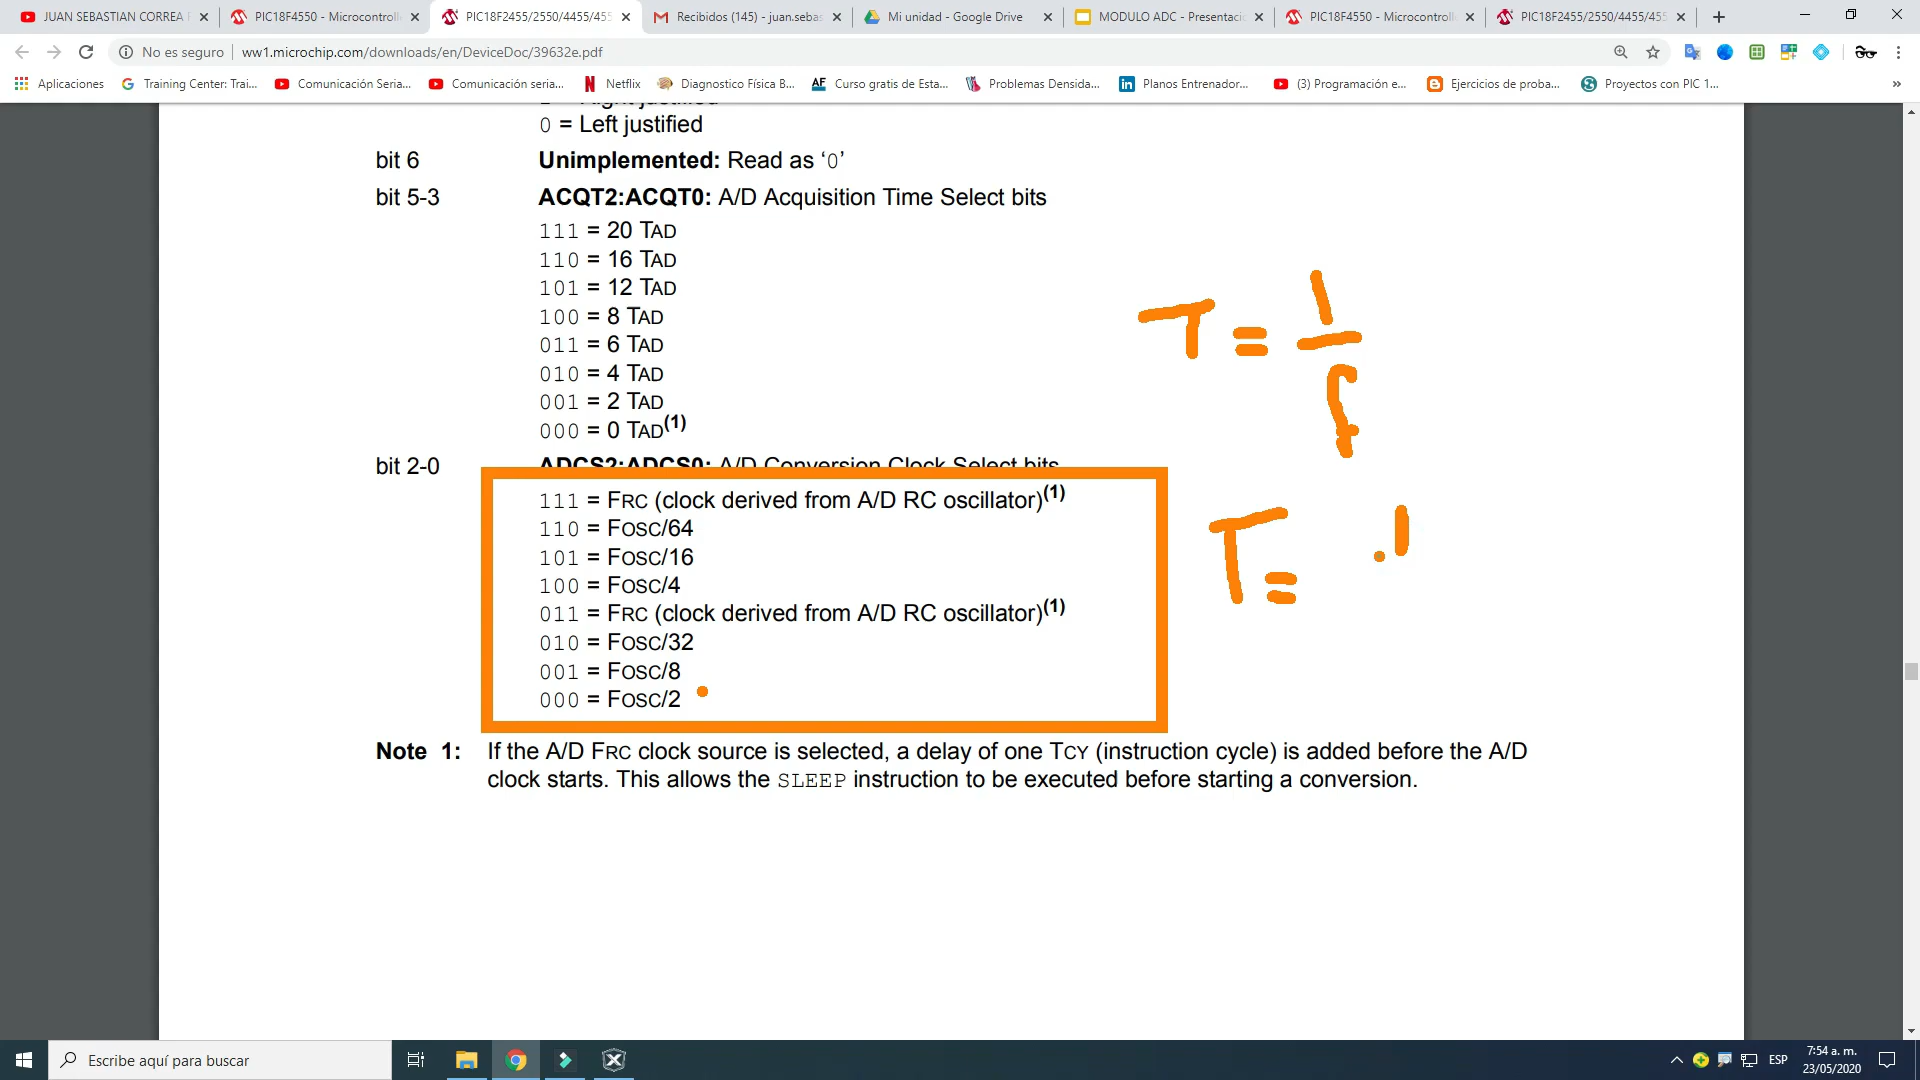 JUAN SEBASTIAN CORREA
PIC18F4550 - Microcontroll
PIC18F2455/2550/4455/455
Recibidos (145) - juan.sebas
Mi unidad - Google Drive
MODULO ADC - Presentaci
PIC18F4550 - Microcontroll
PIC18F2455/2550/4455/455
No es seguro
ww1.microchip.com/downloads/en/DeviceDoc/39632e.pdf
Aplicaciones
Training Center: Trai...
Comunicación Seria...
Comunicación seria...
Netflix
Diagnostico Física B...
Curso gratis de Esta...
Problemas Densida...
Planos Entrenador...
(3) Programación e...
Ejercicios de proba...
Proyectos con PIC 1...
»
0 = Left justified
bit 6 Unimplemented: Read as ‘0’
bit 5-3 ACQT2:ACQT0: A/D Acquisition Time Select bits
111 = 20 TAD
110 = 16 TAD
101 = 12 TAD
100 = 8 TAD
011 = 6 TAD
010 = 4 TAD
001 = 2 TAD
000 = 0 TAD(1)
bit 2-0 ADCS2:ADCS0: A/D Conversion Clock Select bits
111 = FRC (clock derived from A/D RC oscillator)(1)
110 = FOSC/64
101 = FOSC/16
100 = FOSC/4
011 = FRC (clock derived from A/D RC oscillator)(1)
010 = FOSC/32
001 = FOSC/8
000 = FOSC/2
T = 1/f
T = 1
Note 1: If the A/D FRC clock source is selected, a delay of one TCY (instruction cycle) is added before the A/D
clock starts. This allows the SLEEP instruction to be executed before starting a conversion.
Escribe aquí para buscar
ESP
7:54 a. m.
23/05/2020